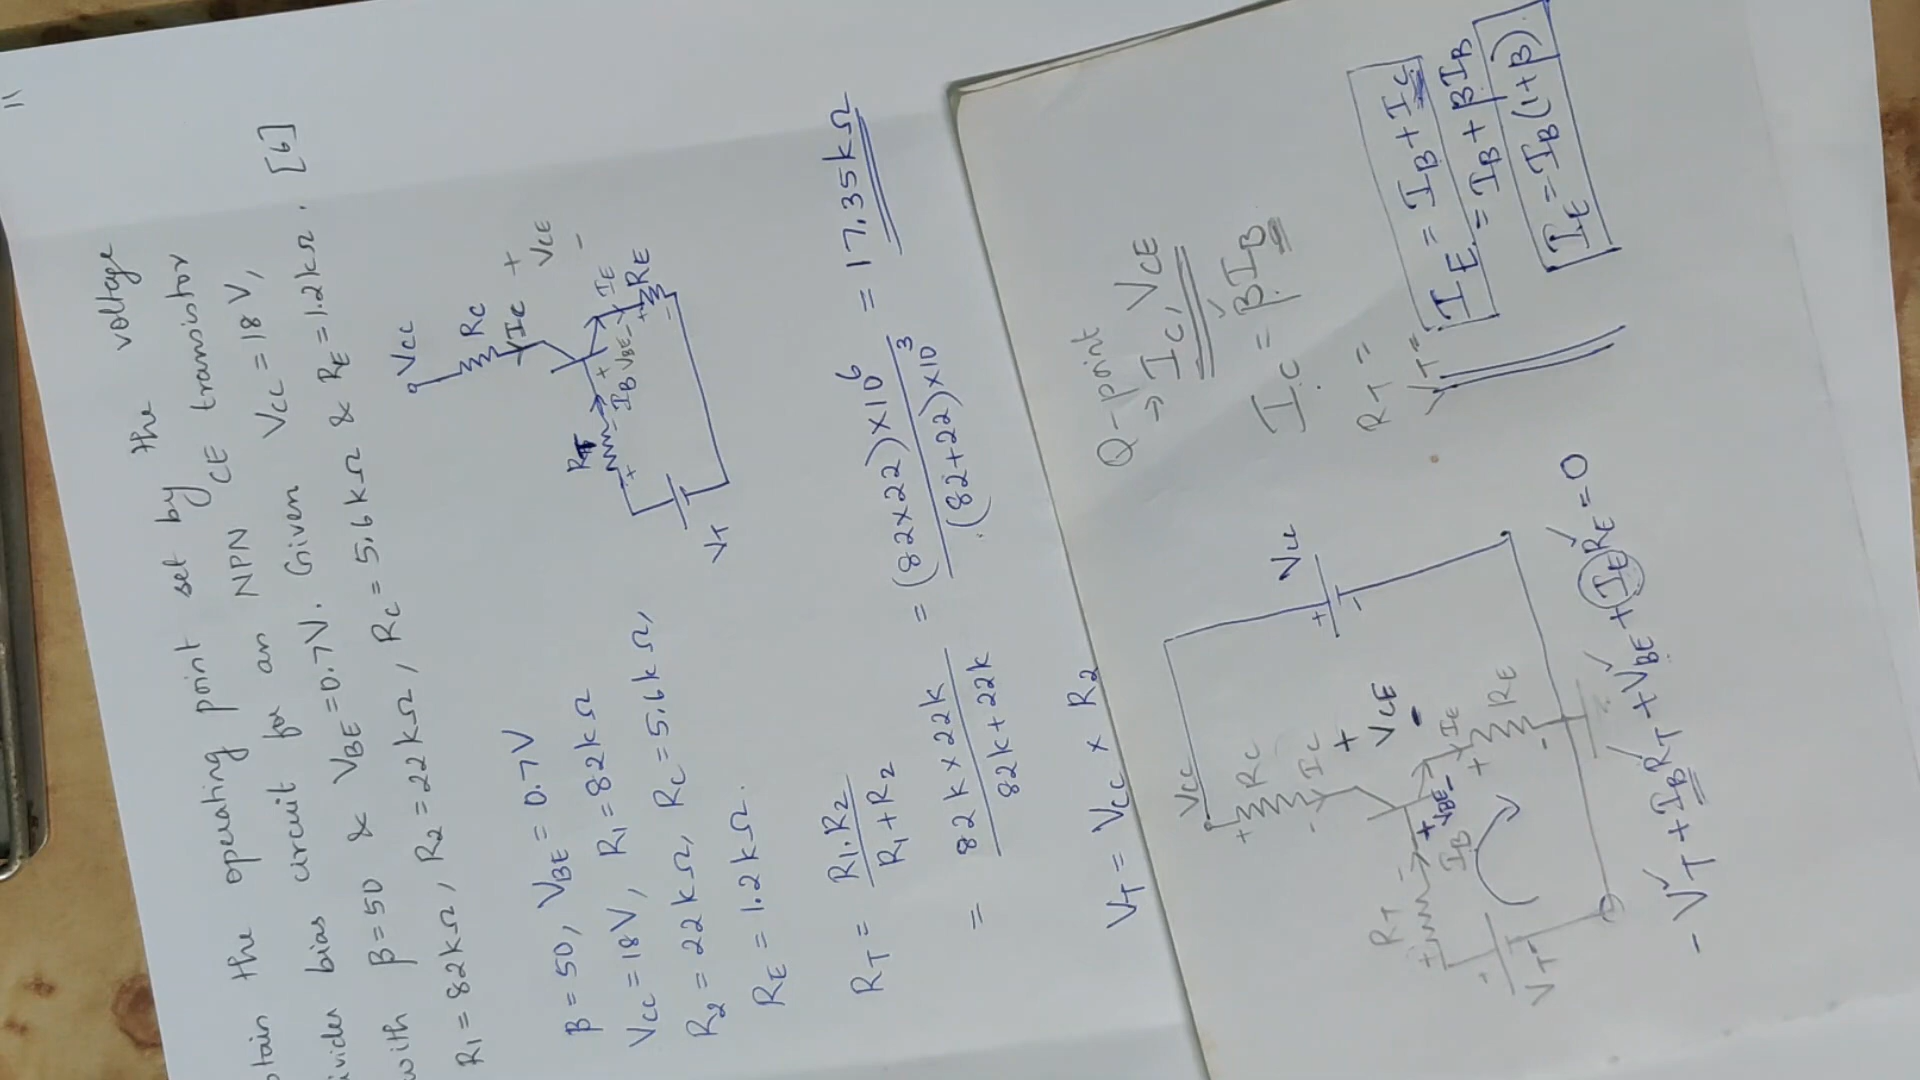 11
the operating point set by the voltage
bias circuit for an NPN CE transistor
with β=50 & VBE=0.7V. Given VCC=18V,
R1=82kΩ, R2=22kΩ, RC=5.6kΩ & RE=1.2kΩ. [6]
β=50, VBE=0.7V
VCC=18V, R1=82kΩ
R2=22kΩ, RC=5.6kΩ,
RE=1.2kΩ.
VCC
RC
IC
+
VCE
-
RT
+
IB
+
VBE
-
IE
+
RE
-
VT
RT = R1.R2 / R1+R2
= 82k×22k / 82k+22k = (82×22)×10^6 / (82+22)×10^3 = 17.35kΩ
VT = VCC × R2
Q-point
→ IC, VCE
IC = βIB
RT =
VT =
IE = IB+IC
= IB+βIB
IE=IB(1+β)
VCC
+
RC
-
IC
+
VCE
-
VCC
+
-
RT
+
-
IB
+
VBE
-
IE
+
RE
-
VT
-VT+IBRT+VBE+IERE=0